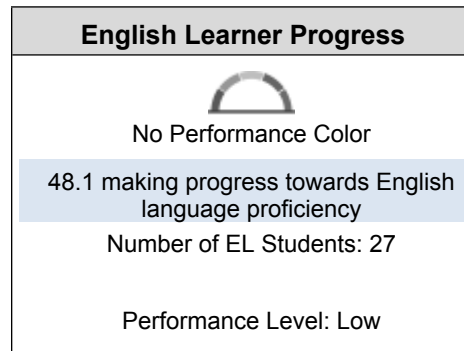 English Learner Progress
No Performance Color
48.1 making progress towards English
language proficiency
Number of EL Students: 27
Performance Level: Low